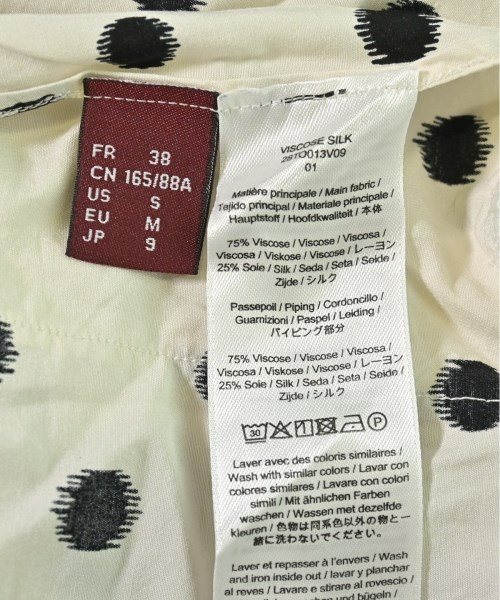 FR 38
CN 165/88A
US S
EU M
JP 9
VISCOSE SILK
2STO013V09
01
Matière principale / Main fabric /
Tejido principal / Materiale principale /
Hauptstoff / Hoofdkwaliteit / 本体
75% Viscose / Viscose / Viscosa /
Viscosa / Viskose / Viscose / レーヨン
25% Soie / Silk / Seda / Seta / Seide /
Zijde / シルク
Passepoil / Piping / Cordoncillo /
Guarnizioni / Paspel / Leiding /
パイピング部分
75% Viscose / Viscose / Viscosa /
Viscosa / Viskose / Viscose / レーヨン
25% Soie / Silk / Seda / Seta / Seide /
Zijde / シルク
30 P
Laver avec des coloris similaires /
Wash with similar colors / Lavar con
colores similares / Lavare con colori
simili / Mit ähnlichen Farben
waschen / Wassen met dezelfde
kleuren / 色物は同系色以外の物と一
緒に洗わないでください。
Laver et repasser à l'envers / Wash
and iron inside out / lavar y planchar
al reves / Lavare e stirare al rovescio /
waschen und bügeln /